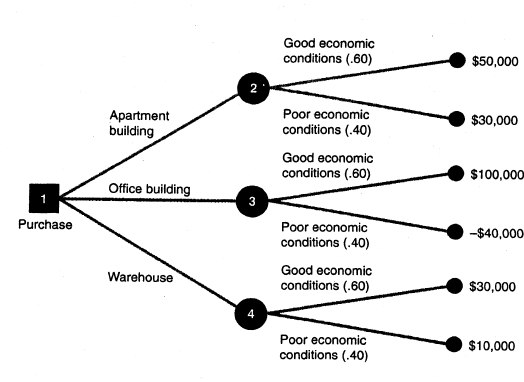 Good economic
conditions (.60)
$50,000
2
Apartment
building
Poor economic
conditions (.40)
$30,000
Good economic
conditions (.60)
$100,000
1
Purchase
Office building
3
Poor economic
conditions (.40)
–$40,000
Warehouse
Good economic
conditions (.60)
$30,000
4
Poor economic
conditions (.40)
$10,000